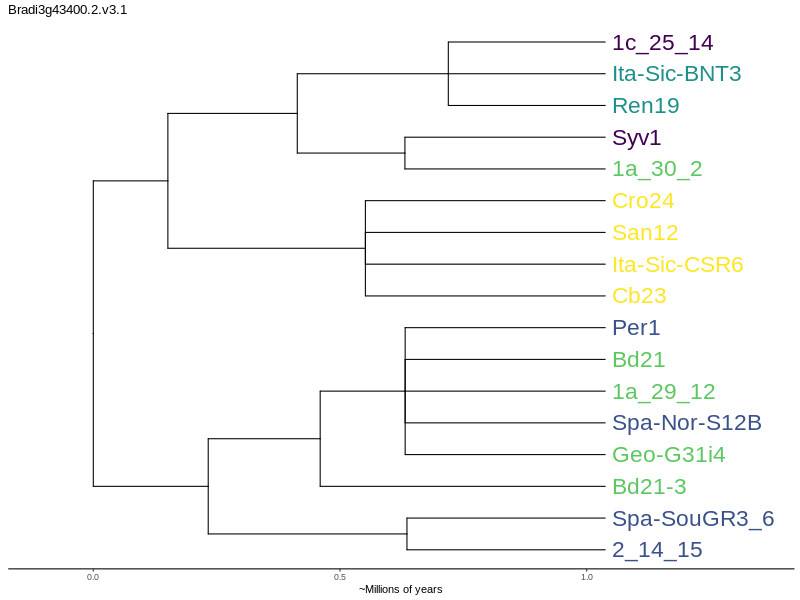 Bradi3g43400.2.v3.1
1c_25_14
Ita-Sic-BNT3
Ren19
Syv1
1a_30_2
Cro24
San12
Ita-Sic-CSR6
Cb23
Per1
Bd21
1a_29_12
Spa-Nor-S12B
Geo-G31i4
Bd21-3
Spa-SouGR3_6
2_14_15
0.0 0.5 1.0
~Millions of years